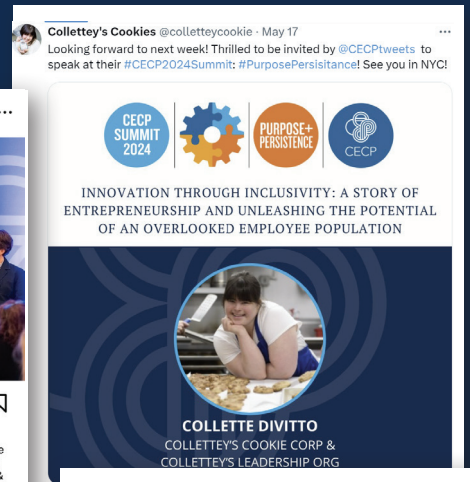 Collettey's Cookies @colletteycookie · May 17
Looking forward to next week! Thrilled to be invited by @CECPtweets to
speak at their #CECP2024Summit: #PurposePersisitance! See you in NYC!
CECP
SUMMIT
2024
PURPOSE+
PERSISTENCE
CECP
INNOVATION THROUGH INCLUSIVITY: A STORY OF
ENTREPRENEURSHIP AND UNLEASHING THE POTENTIAL
OF AN OVERLOOKED EMPLOYEE POPULATION
COLLETTE DIVITTO
COLLETTEY'S COOKIE CORP &
COLLETTEY'S LEADERSHIP ORG